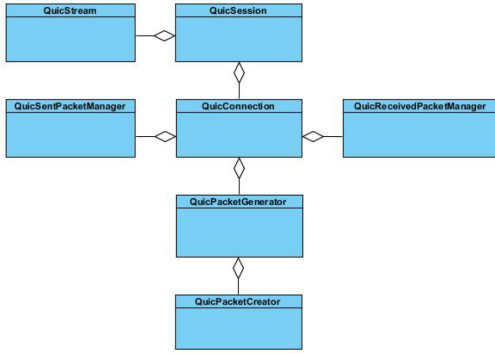 QuicStream
QuicSession
QuicSentPacketManager
QuicConnection
QuicReceivedPacketManager
QuicPacketGenerator
QuicPacketCreator